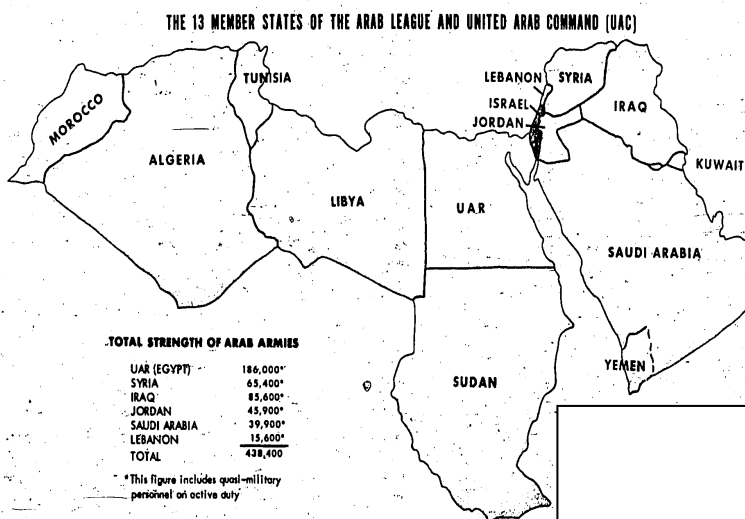 THE 13 MEMBER STATES OF THE ARAB LEAGUE AND UNITED ARAB COMMAND (UAC)
MOROCCO
ALGERIA
TUNISIA
LIBYA
U.A.R
SUDAN
LEBANON
ISRAEL
JORDAN
SYRIA
IRAQ
KUWAIT
SAUDI ARABIA
YEMEN
TOTAL STRENGTH OF ARAB ARMIES
UAR (EGYPT) 186,000*
SYRIA 65,400*
IRAQ 85,600*
JORDAN 45,900*
SAUDI ARABIA 39,900*
LEBANON 15,600*
TOTAL 438,400
*This figure includes quasi-military
personnel on active duty